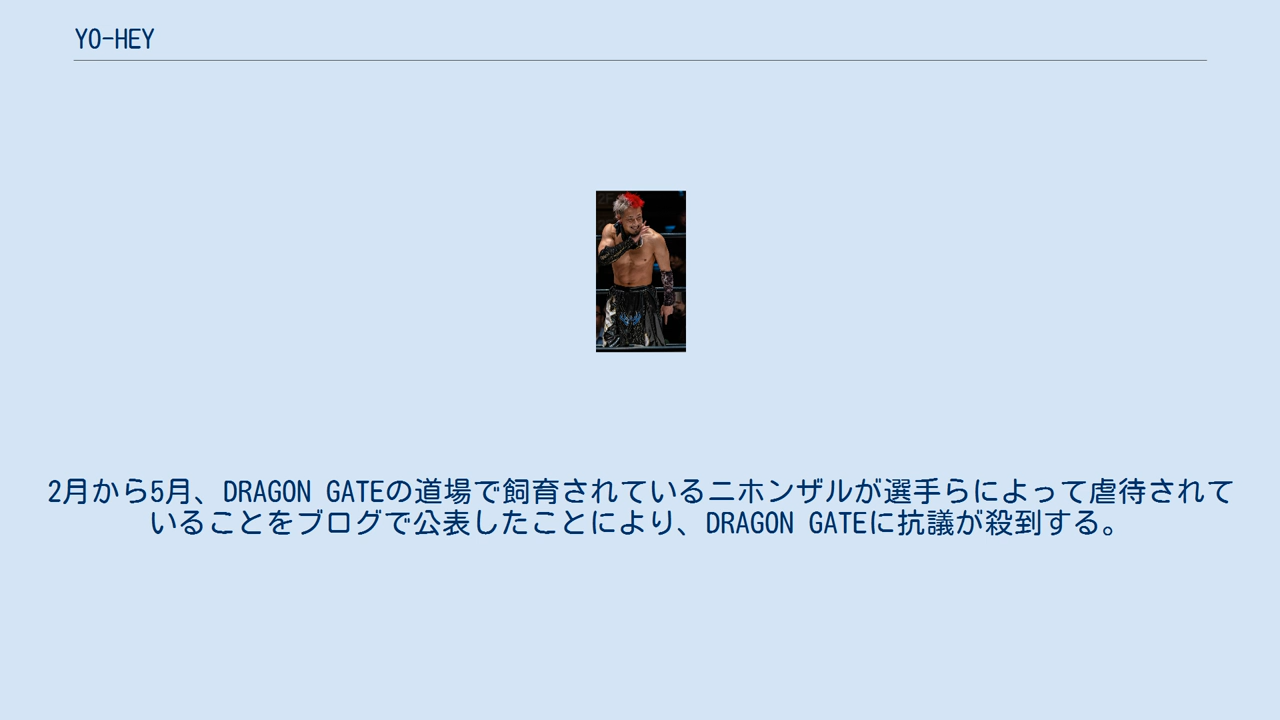 YO-HEY
2月から5月、DRAGON GATEの道場で飼育されているニホンザルが選手らによって虐待されて
いることをブログで公表したことにより、DRAGON GATEに抗議が殺到する。